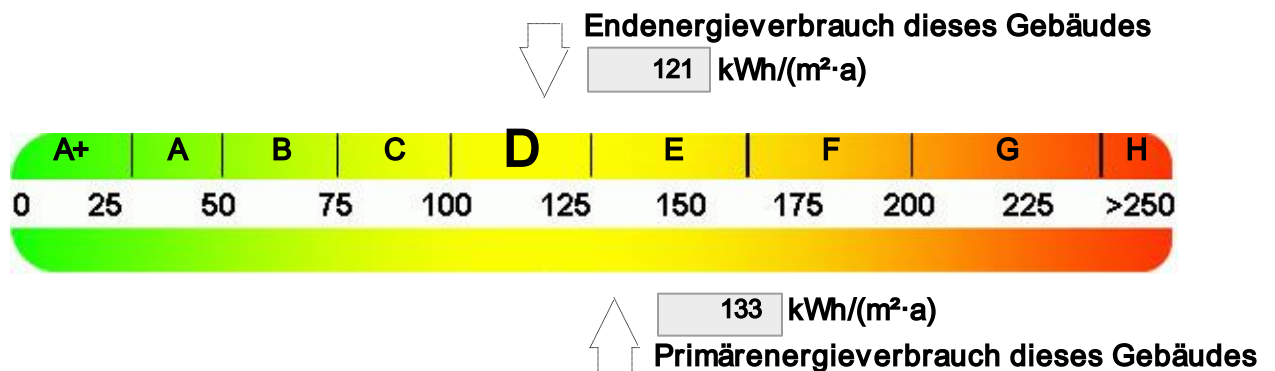 Endenergieverbrauch dieses Gebäudes
121 kWh/(m²·a)
A+ A B C D E F G H
0 25 50 75 100 125 150 175 200 225 >250
133 kWh/(m²·a)
Primärenergieverbrauch dieses Gebäudes